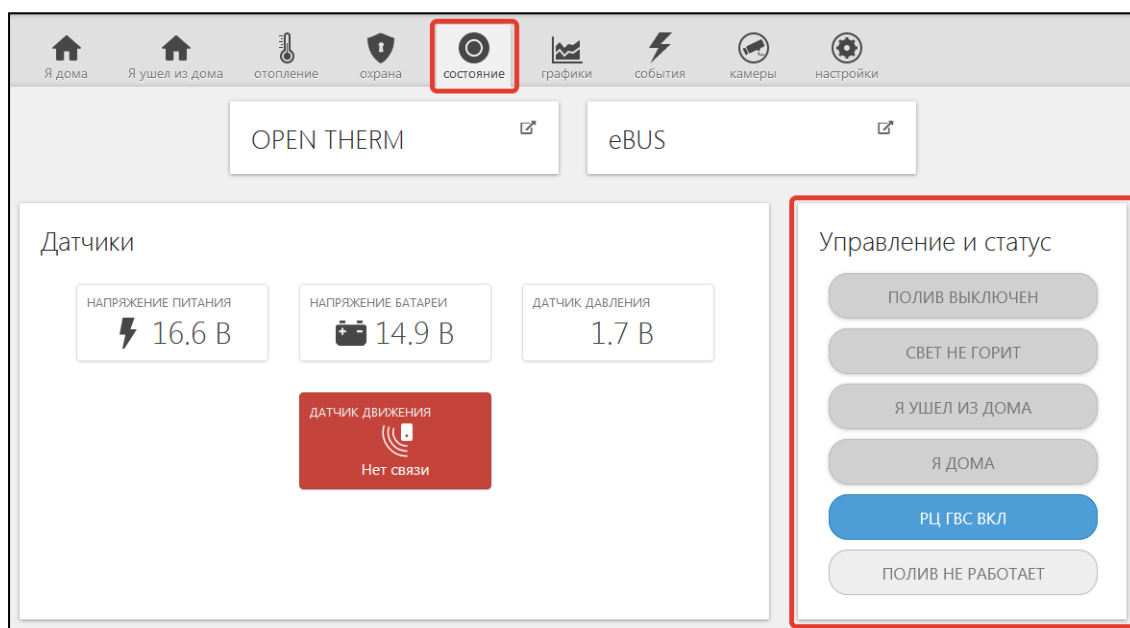 Я дома
Я ушел из дома
отопление
охрана
состояние
графики
события
камеры
настройки
OPEN THERM
eBUS
Датчики
НАПРЯЖЕНИЕ ПИТАНИЯ
16.6 В
НАПРЯЖЕНИЕ БАТАРЕИ
14.9 В
ДАТЧИК ДАВЛЕНИЯ
1.7 В
ДАТЧИК ДВИЖЕНИЯ
Нет связи
Управление и статус
ПОЛИВ ВЫКЛЮЧЕН
СВЕТ НЕ ГОРИТ
Я УШЕЛ ИЗ ДОМА
Я ДОМА
РЦ ГВС ВКЛ
ПОЛИВ НЕ РАБОТАЕТ